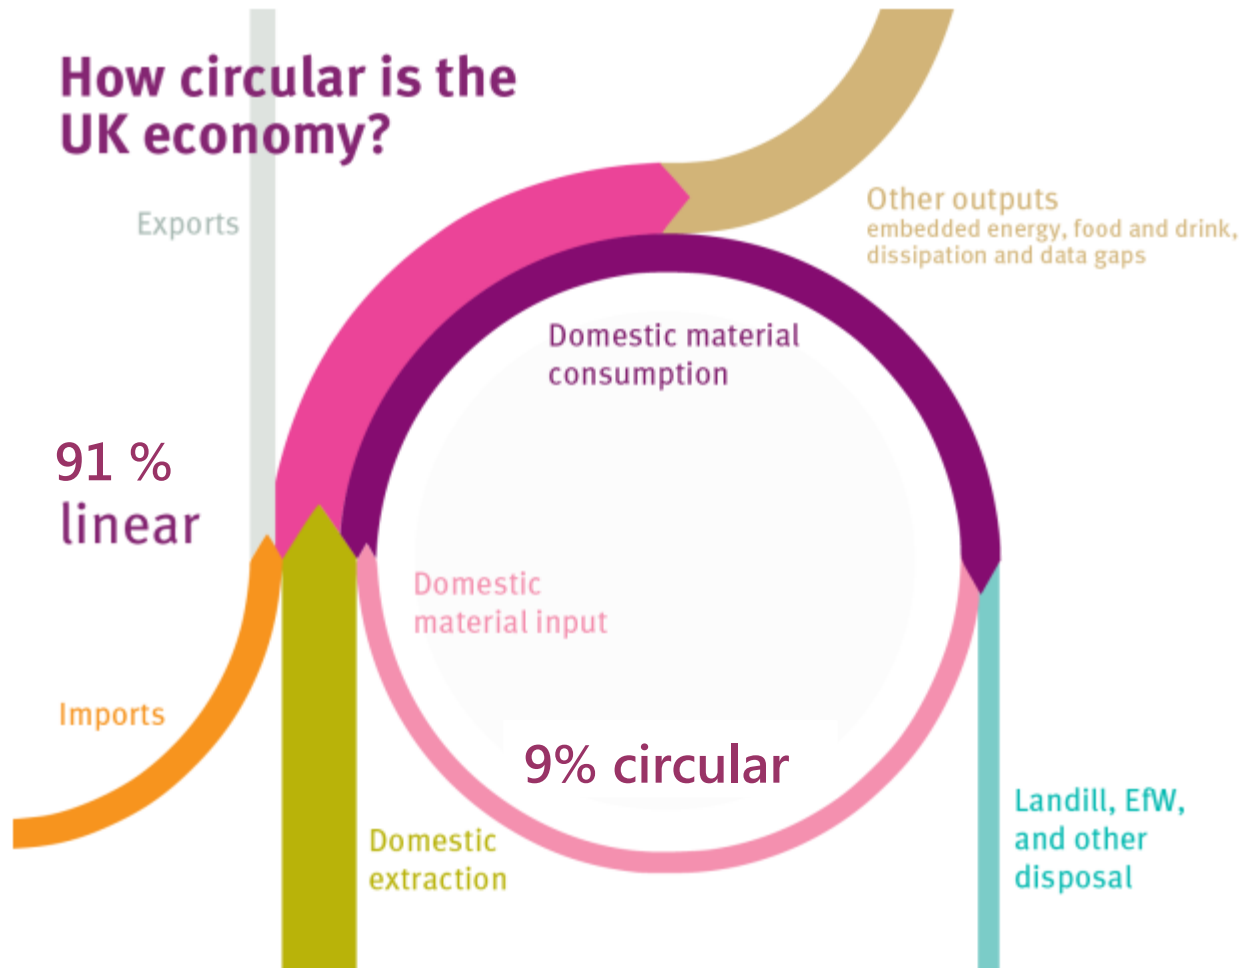 How circular is the
UK economy?
Exports
Other outputs
embedded energy, food and drink,
dissipation and data gaps
Domestic material
consumption
91 %
linear
Domestic
material input
Imports
9% circular
Landill, EfW,
and other
disposal
Domestic
extraction